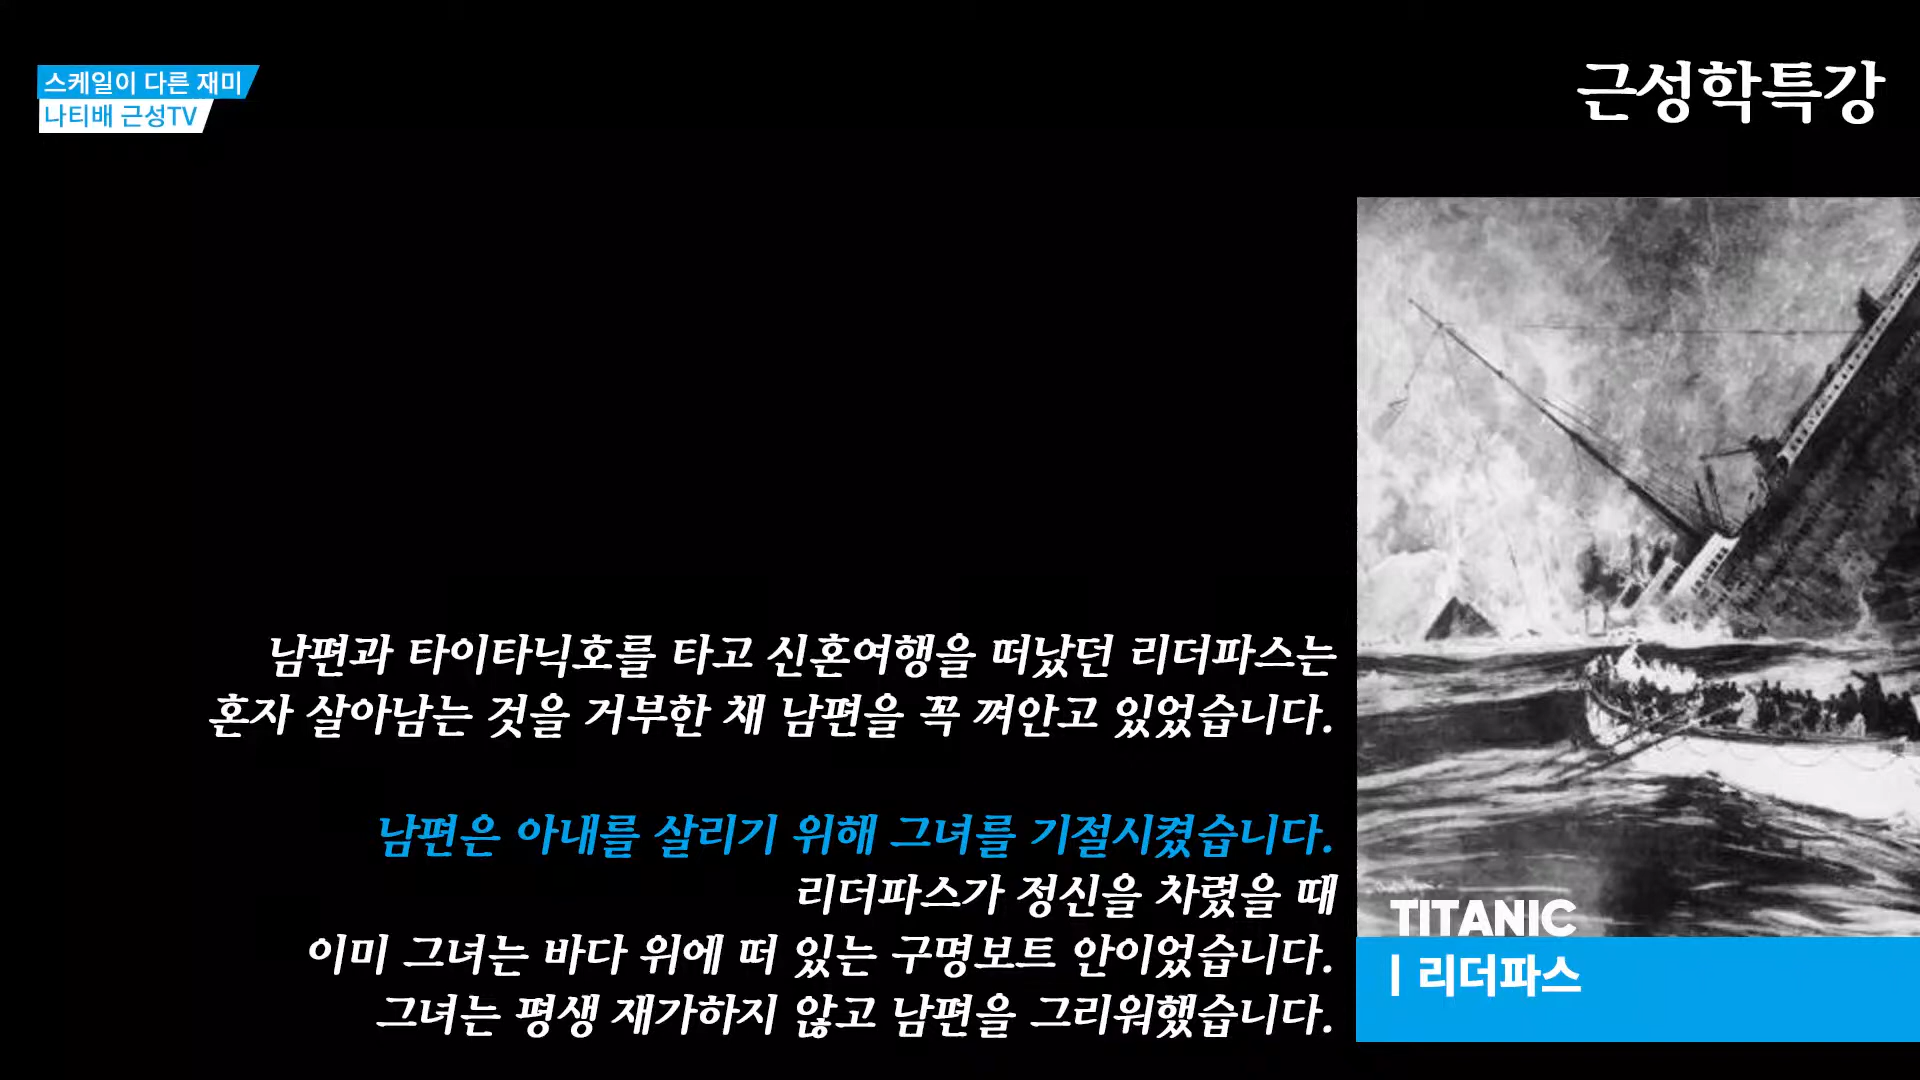 스케일이 다른 재미
나티배 근성TV
근성학특강
남편과 타이타닉호를 타고 신혼여행을 떠났던 리더파스는
혼자 살아남는 것을 거부한 채 남편을 꼭 껴안고 있었습니다.
남편은 아내를 살리기 위해 그녀를 기절시켰습니다.
리더파스가 정신을 차렸을 때
이미 그녀는 바다 위에 떠 있는 구명보트 안이었습니다.
그녀는 평생 재가하지 않고 남편을 그리워했습니다.
TITANIC
| 리더파스